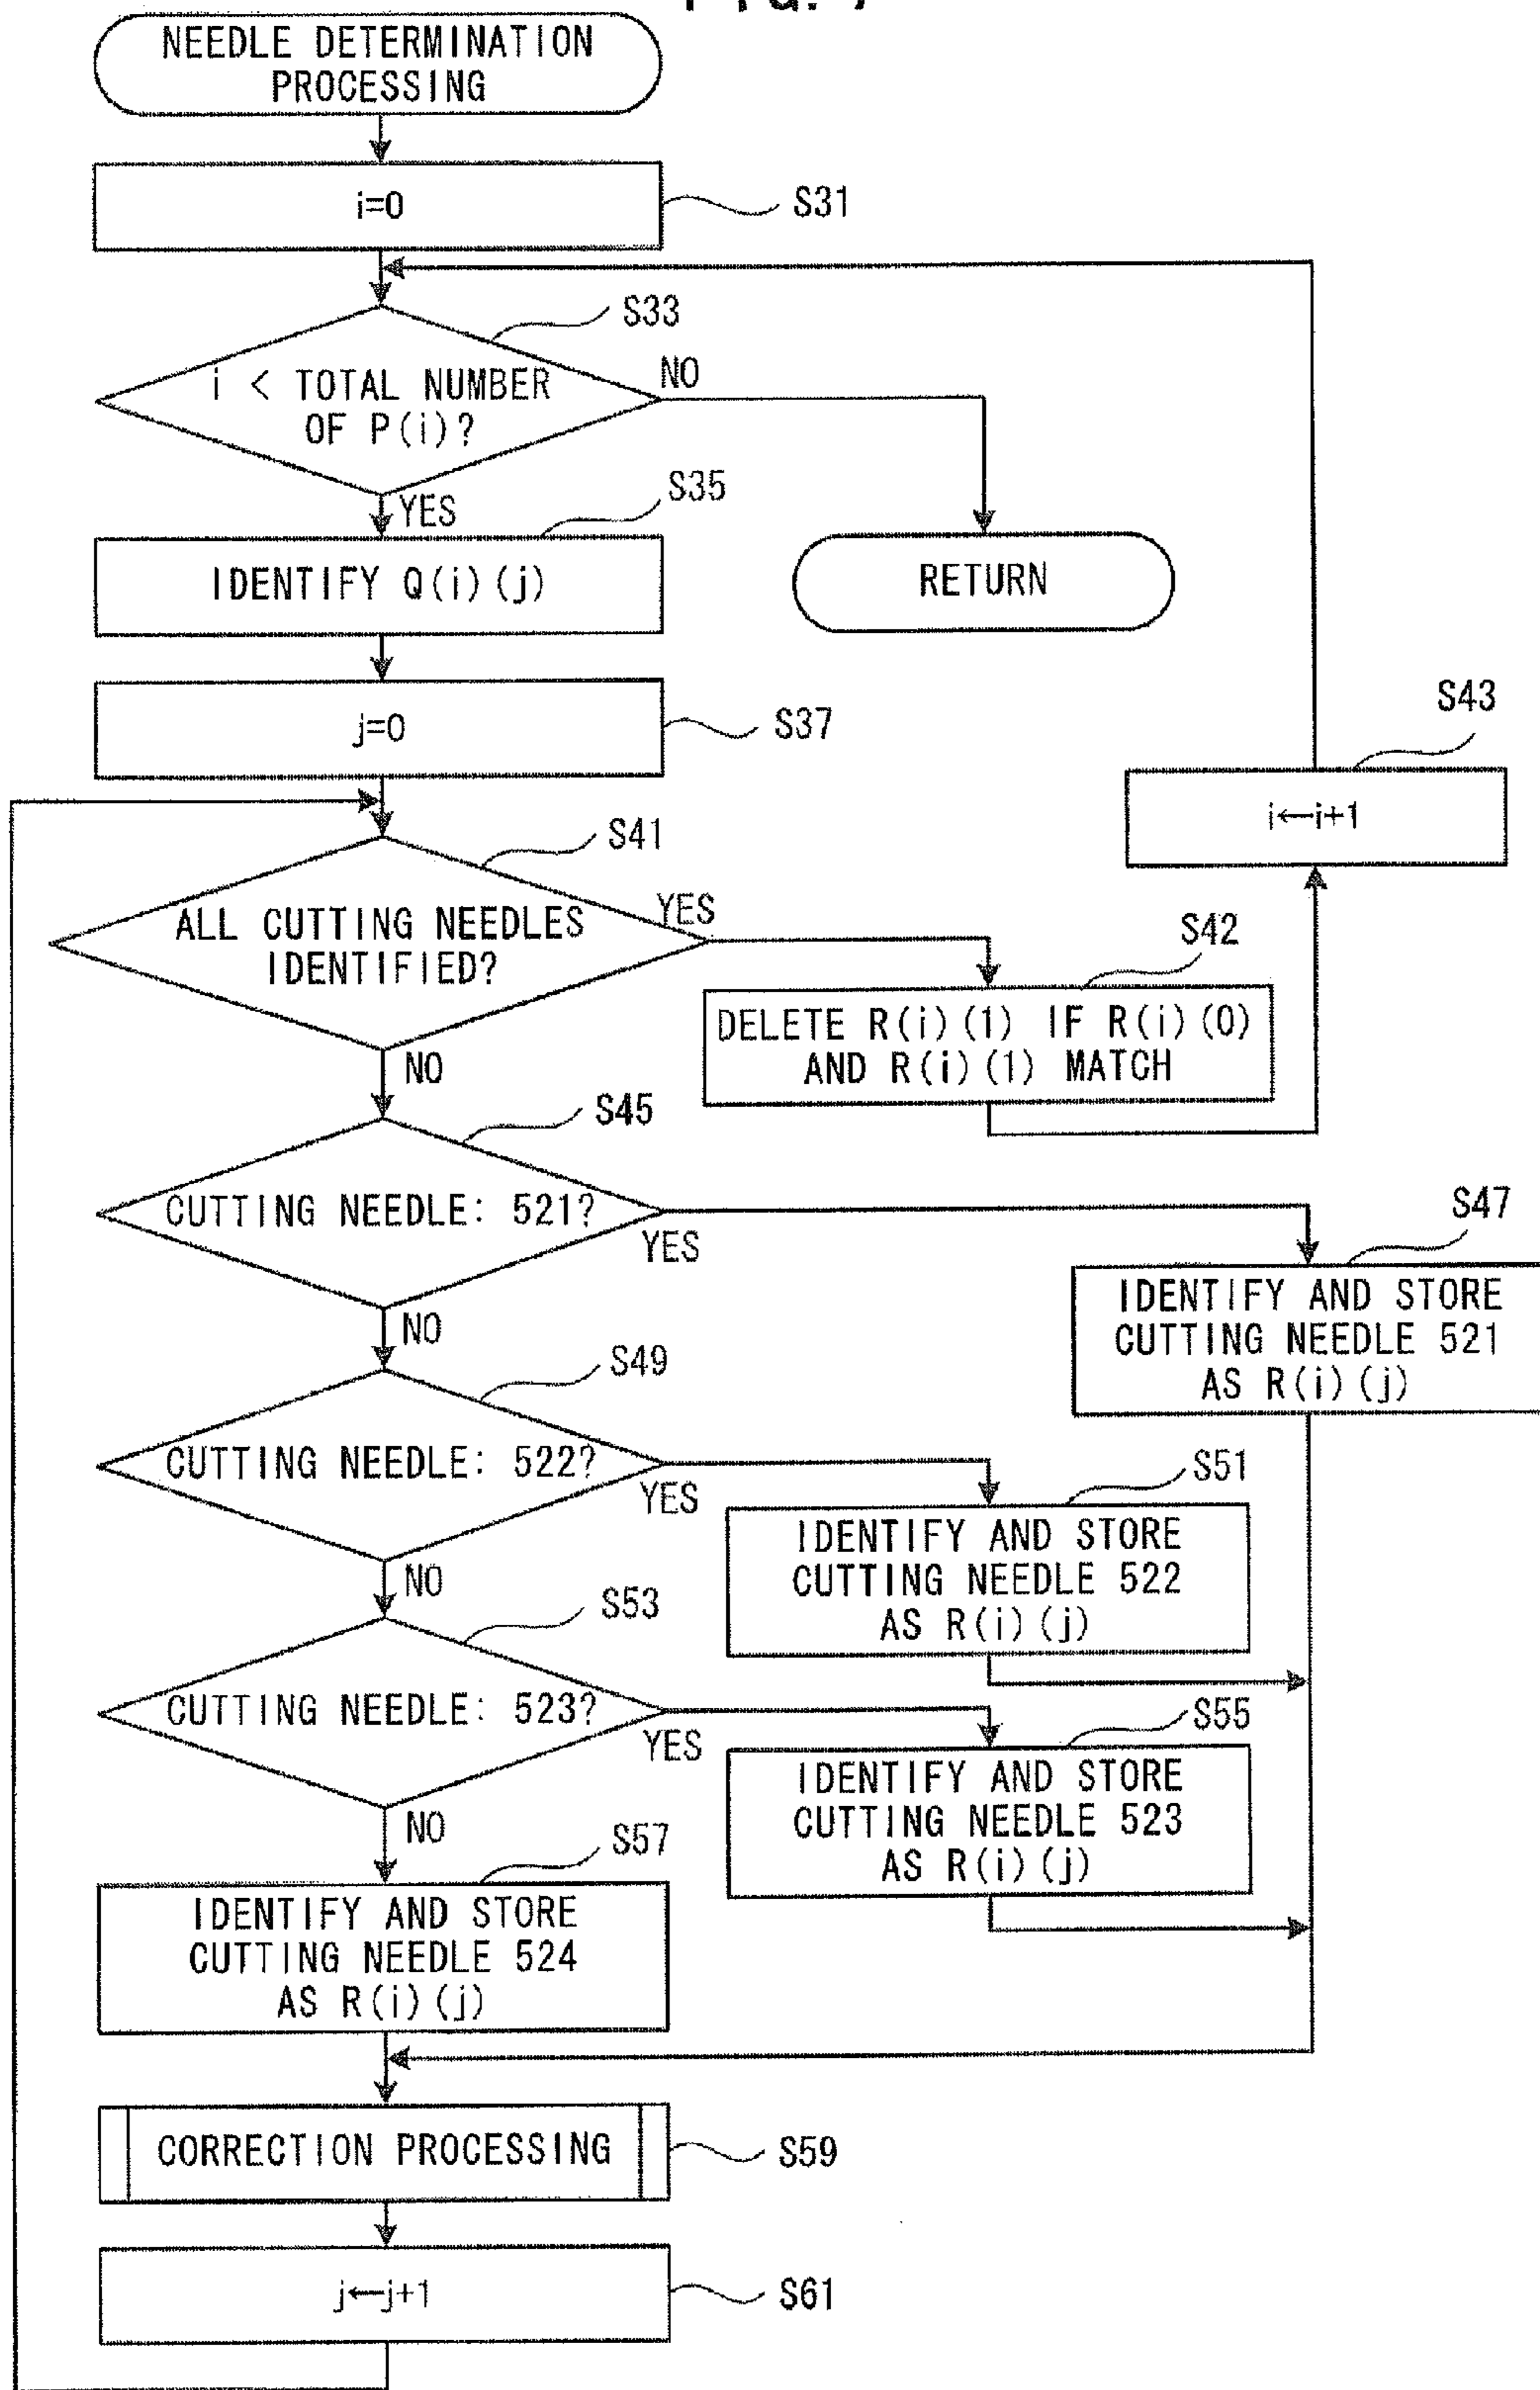 FIG. 7
NEEDLE DETERMINATION
PROCESSING
i=0
S31
S33
i < TOTAL NUMBER
OF P(i)?
NO
YES
S35
IDENTIFY Q(i)(j)
RETURN
j=0
S37
S43
i←i+1
S41
ALL CUTTING NEEDLES
IDENTIFIED?
YES
NO
S42
DELETE R(i)(1) IF R(i)(0)
AND R(i)(1) MATCH
S45
CUTTING NEEDLE: 521?
YES
NO
S47
IDENTIFY AND STORE
CUTTING NEEDLE 521
AS R(i)(j)
S49
CUTTING NEEDLE: 522?
YES
NO
S51
IDENTIFY AND STORE
CUTTING NEEDLE 522
AS R(i)(j)
S53
CUTTING NEEDLE: 523?
YES
NO
S55
IDENTIFY AND STORE
CUTTING NEEDLE 523
AS R(i)(j)
S57
IDENTIFY AND STORE
CUTTING NEEDLE 524
AS R(i)(j)
CORRECTION PROCESSING
S59
j←j+1
S61